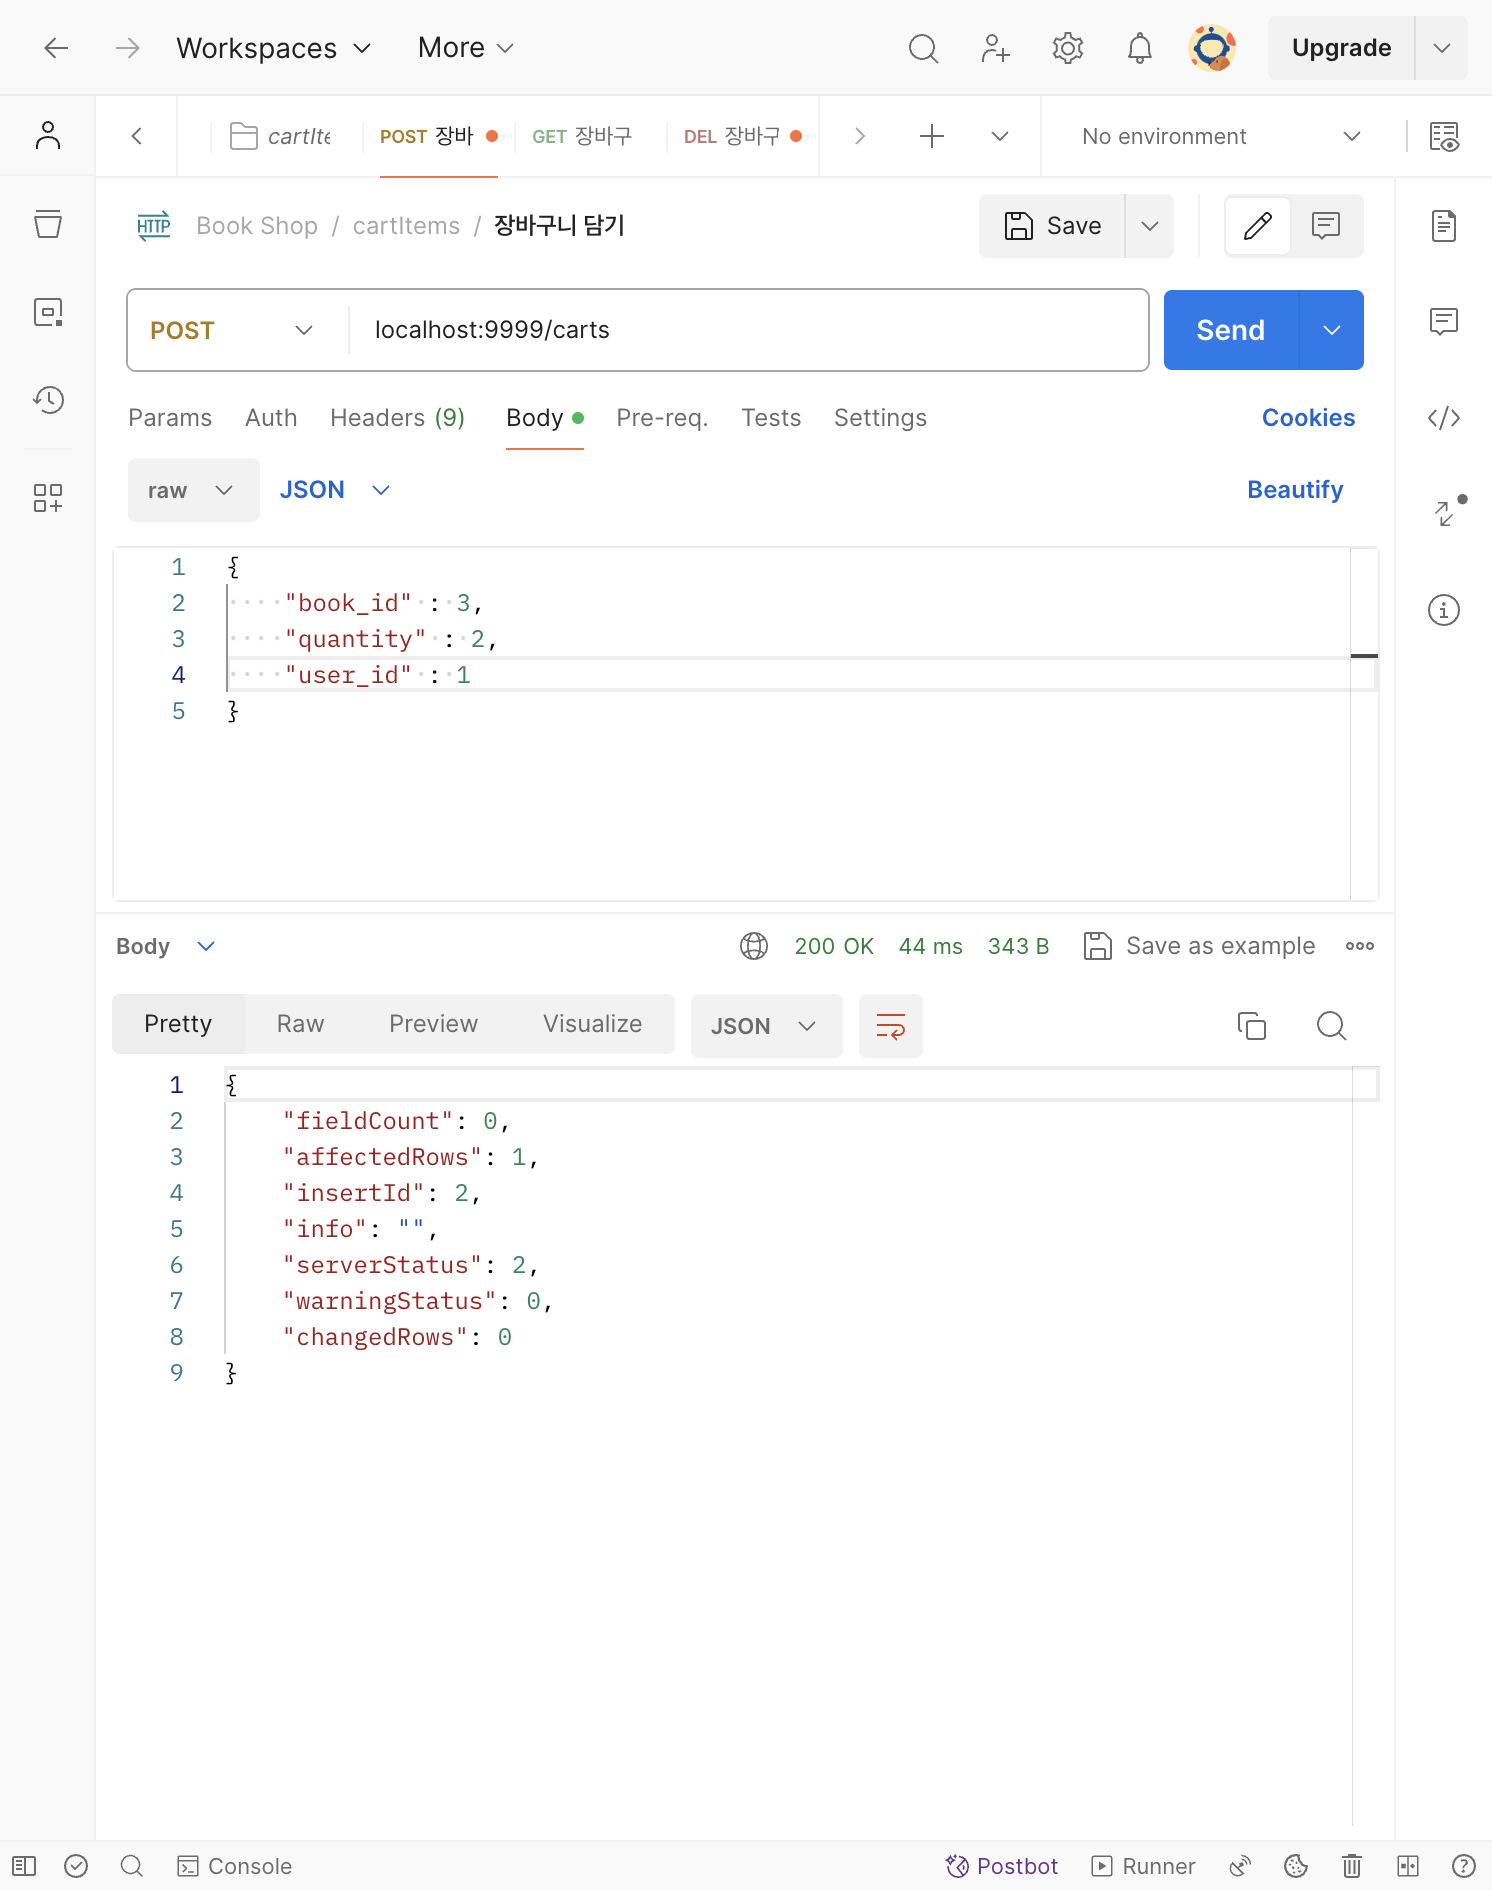 Workspaces More Upgrade
cartIte POST 장바 GET 장바구 DEL 장바구 No environment
HTTP Book Shop / cartItems / 장바구니 담기 Save
POST localhost:9999/carts Send
Params Auth Headers (9) Body Pre-req. Tests Settings Cookies
raw JSON Beautify
1 {
2 "book_id" : 3,
3 "quantity" : 2,
4 "user_id" : 1
5 }
Body 200 OK 44 ms 343 B Save as example
Pretty Raw Preview Visualize JSON
1 {
2 "fieldCount": 0,
3 "affectedRows": 1,
4 "insertId": 2,
5 "info": "",
6 "serverStatus": 2,
7 "warningStatus": 0,
8 "changedRows": 0
9 }
Console Postbot Runner